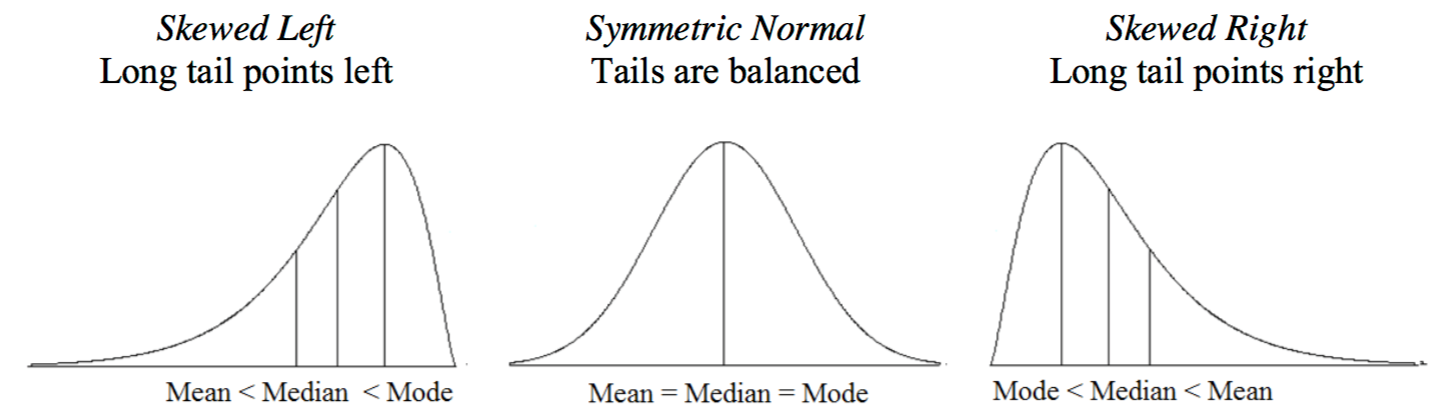 Skewed Left
Long tail points left
Mean < Median < Mode
Symmetric Normal
Tails are balanced
Mean = Median = Mode
Skewed Right
Long tail points right
Mode < Median < Mean